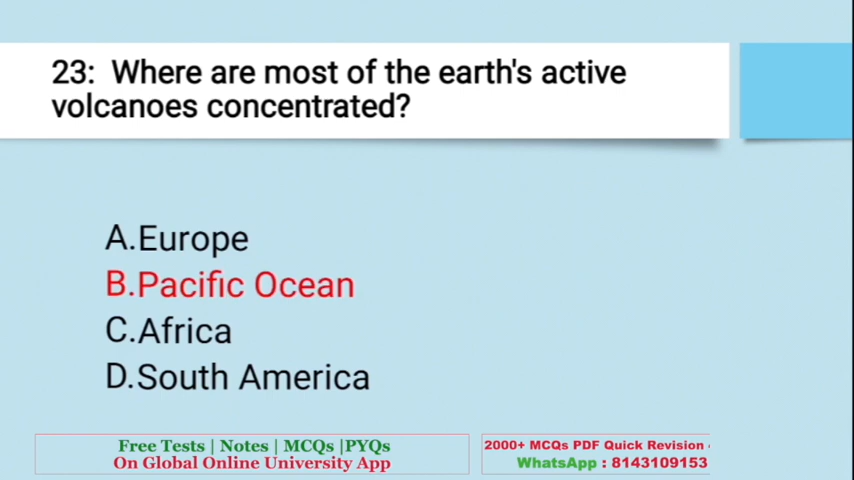 23:  Where are most of the earth's active
volcanoes concentrated?
A.Europe
B.Pacific Ocean
C.Africa
D.South America
Free Tests | Notes | MCQs |PYQs
On Global Online University App
2000+ MCQs PDF Quick Revision
WhatsApp : 8143109153